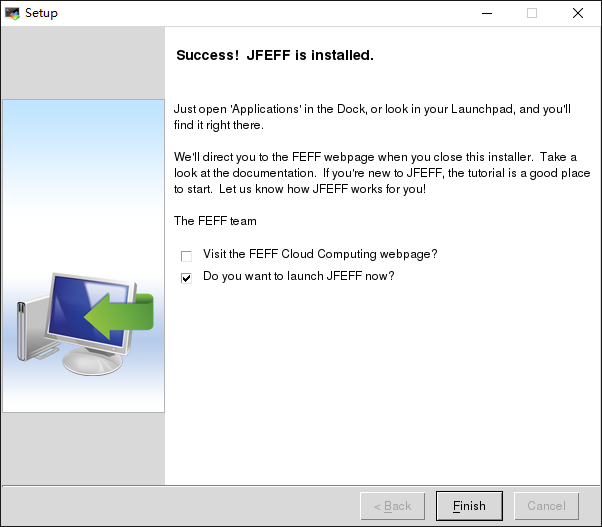 Setup
Success!  JFEFF is installed.
Just open 'Applications' in the Dock, or look in your Launchpad, and you'll
find it right there.
We'll direct you to the FEFF webpage when you close this installer.  Take a
look at the documentation.  If you're new to JFEFF, the tutorial is a good place
to start.  Let us know how JFEFF works for you!
The FEFF team
Visit the FEFF Cloud Computing webpage?
Do you want to launch JFEFF now?
< Back
Finish
Cancel